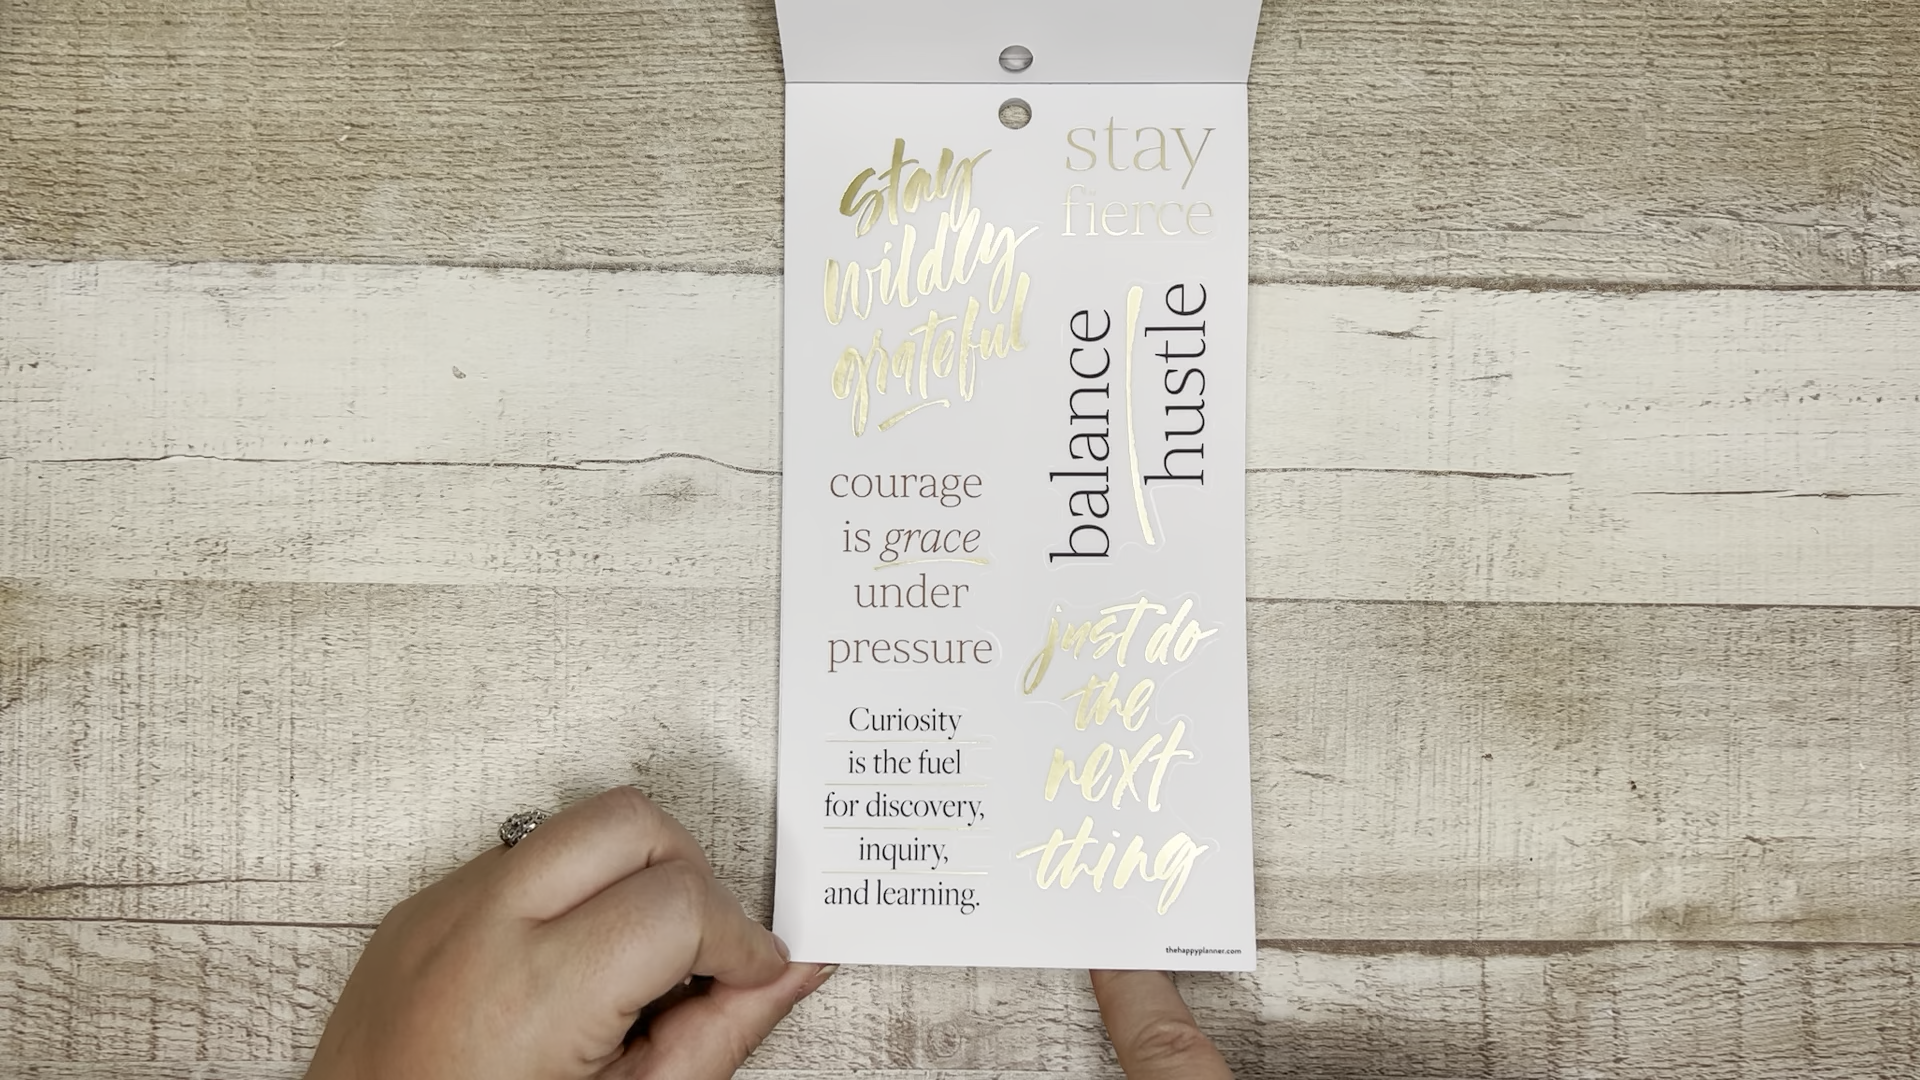 stay
wildly
grateful
courage
is grace
under
pressure
Curiosity
is the fuel
for discovery,
inquiry,
and learning.
stay
fierce
balance
hustle
just do
the
next
thing
thehappyplanner.com